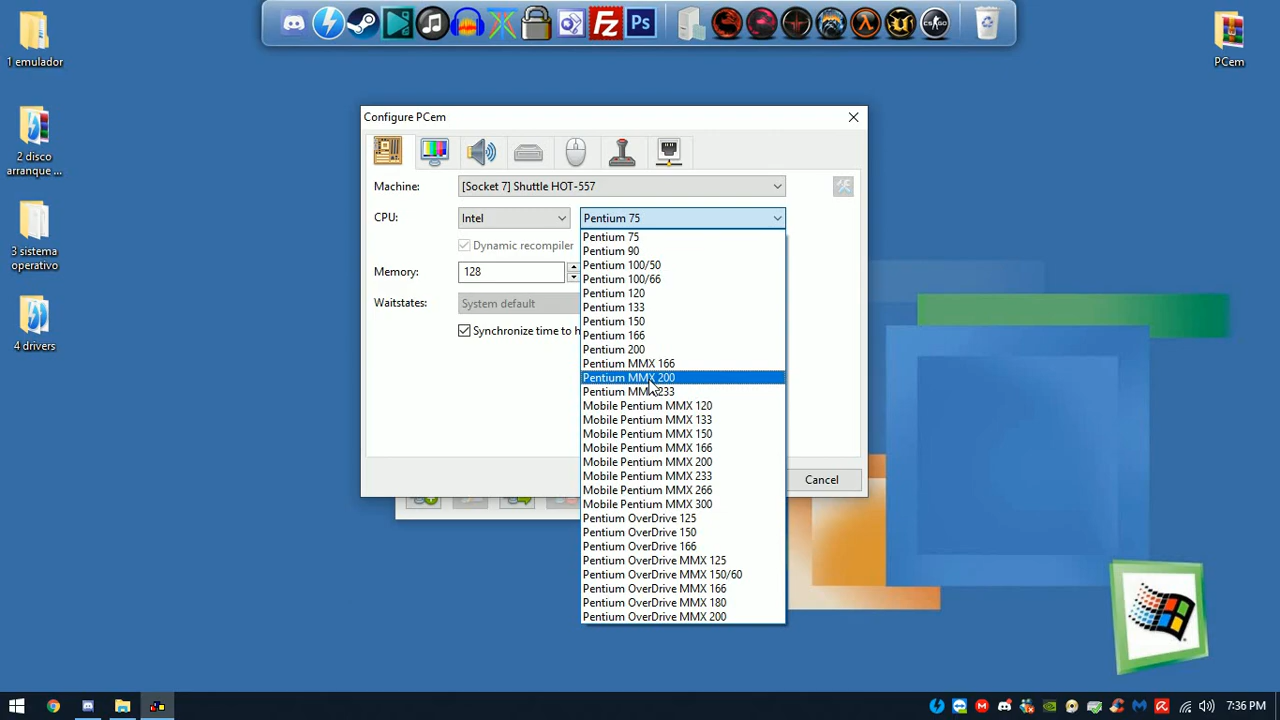 Fz
Ps
CS:GO
1 emulador
PCem
2 disco
arranque ...
3 sistema
operativo
4 drivers
Configure PCem
Machine:
[Socket 7] Shuttle HOT-557
CPU:
Intel
Pentium 75
Dynamic recompiler
Memory:
128
Waitstates:
System default
Synchronize time to h
Pentium 75
Pentium 90
Pentium 100/50
Pentium 100/66
Pentium 120
Pentium 133
Pentium 150
Pentium 166
Pentium 200
Pentium MMX 166
Pentium MMX 200
Pentium MMX 233
Mobile Pentium MMX 120
Mobile Pentium MMX 133
Mobile Pentium MMX 150
Mobile Pentium MMX 166
Mobile Pentium MMX 200
Mobile Pentium MMX 233
Mobile Pentium MMX 266
Mobile Pentium MMX 300
Pentium OverDrive 125
Pentium OverDrive 150
Pentium OverDrive 166
Pentium OverDrive MMX 125
Pentium OverDrive MMX 150/60
Pentium OverDrive MMX 166
Pentium OverDrive MMX 180
Pentium OverDrive MMX 200
Cancel
7:36 PM